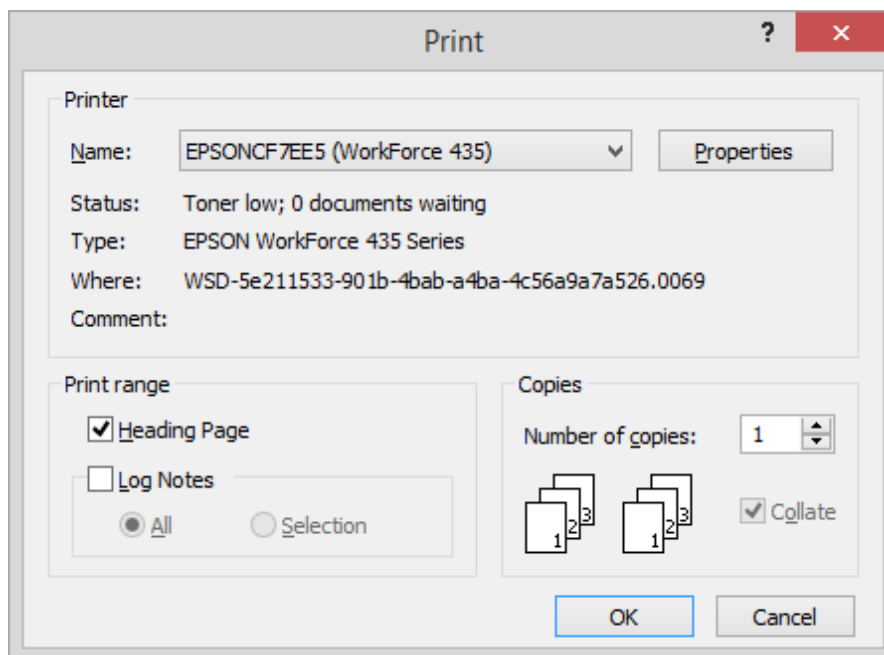 Print
?
Printer
Name: EPSONCF7EE5 (WorkForce 435) Properties
Status: Toner low; 0 documents waiting
Type: EPSON WorkForce 435 Series
Where: WSD-5e211533-901b-4bab-a4ba-4c56a9a7a526.0069
Comment:
Print range
Heading Page
Log Notes
All Selection
Copies
Number of copies: 1
1 2 3 1 2 3
Collate
OK Cancel